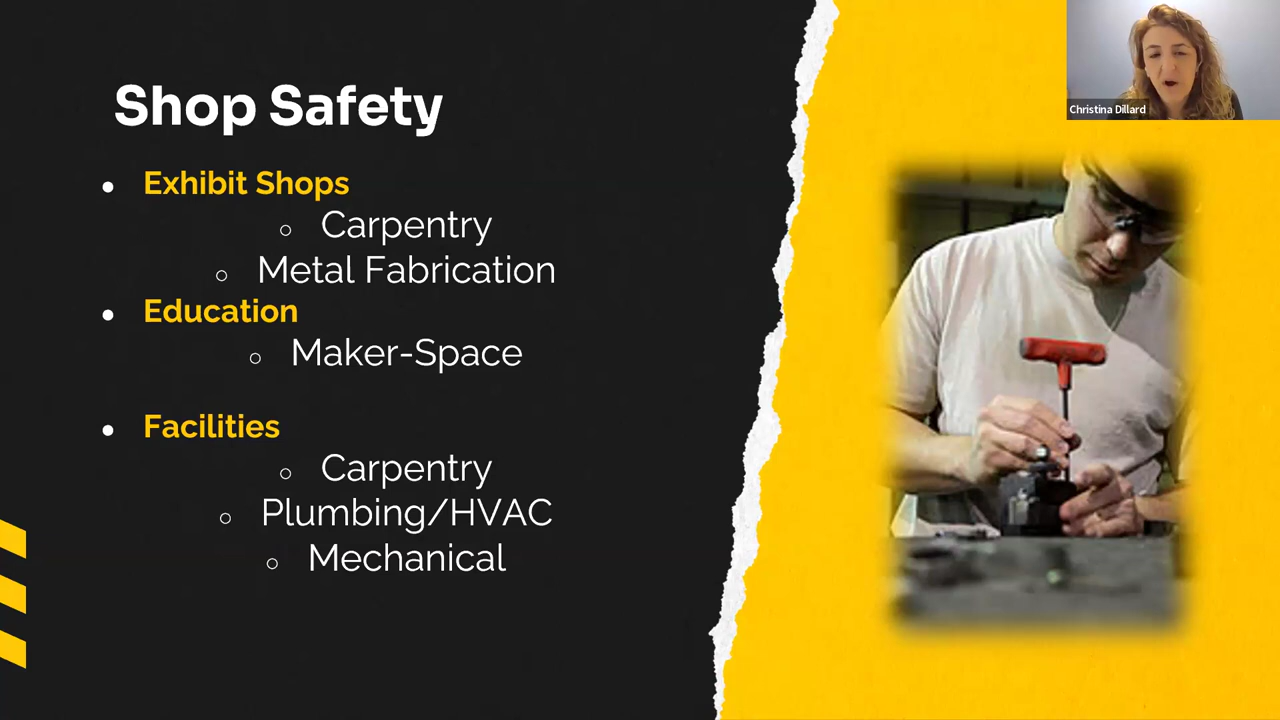 Shop Safety
● Exhibit Shops
○ Carpentry
○ Metal Fabrication
● Education
○ Maker-Space
● Facilities
○ Carpentry
○ Plumbing/HVAC
○ Mechanical
Christina Dillard